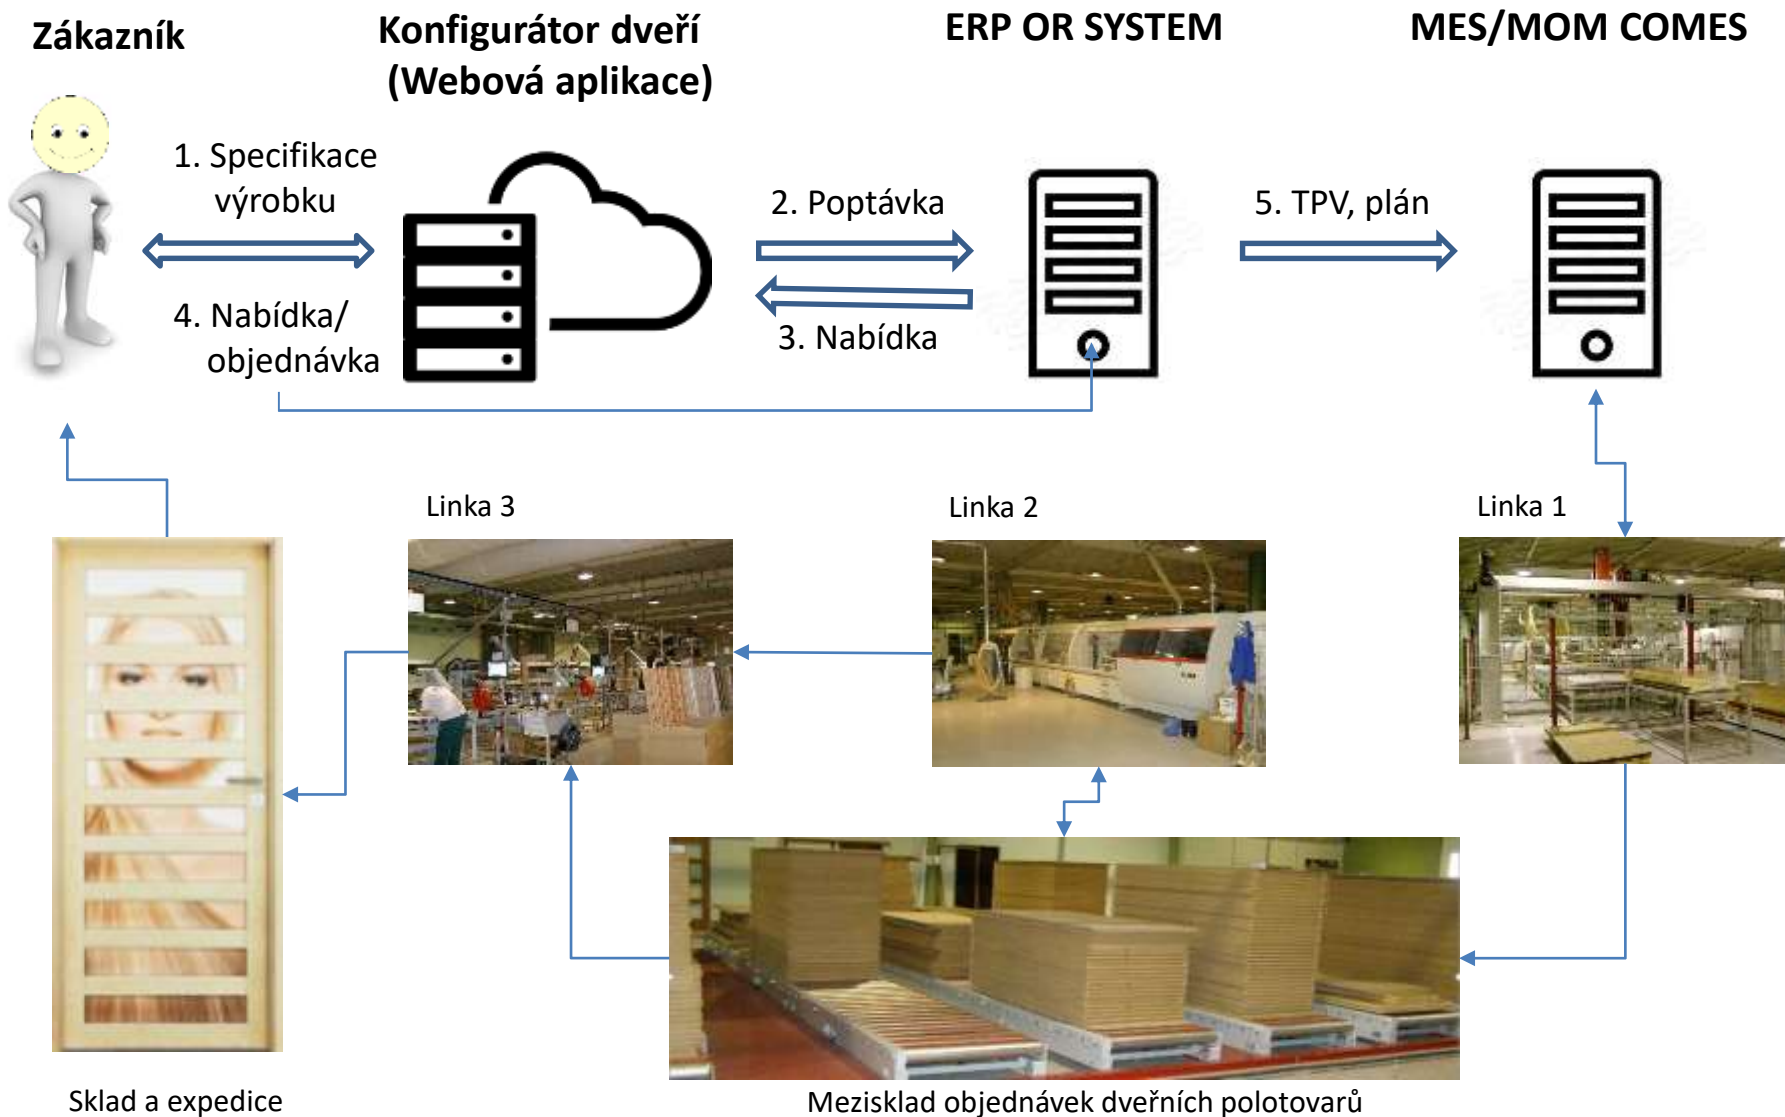 Zákazník
Konfigurátor dveří
(Webová aplikace)
ERP OR SYSTEM
MES/MOM COMES
1. Specifikace
výrobku
2. Poptávka
5. TPV, plán
4. Nabídka/
objednávka
3. Nabídka
Linka 3
Linka 2
Linka 1
Sklad a expedice
Mezisklad objednávek dveřních polotovarů